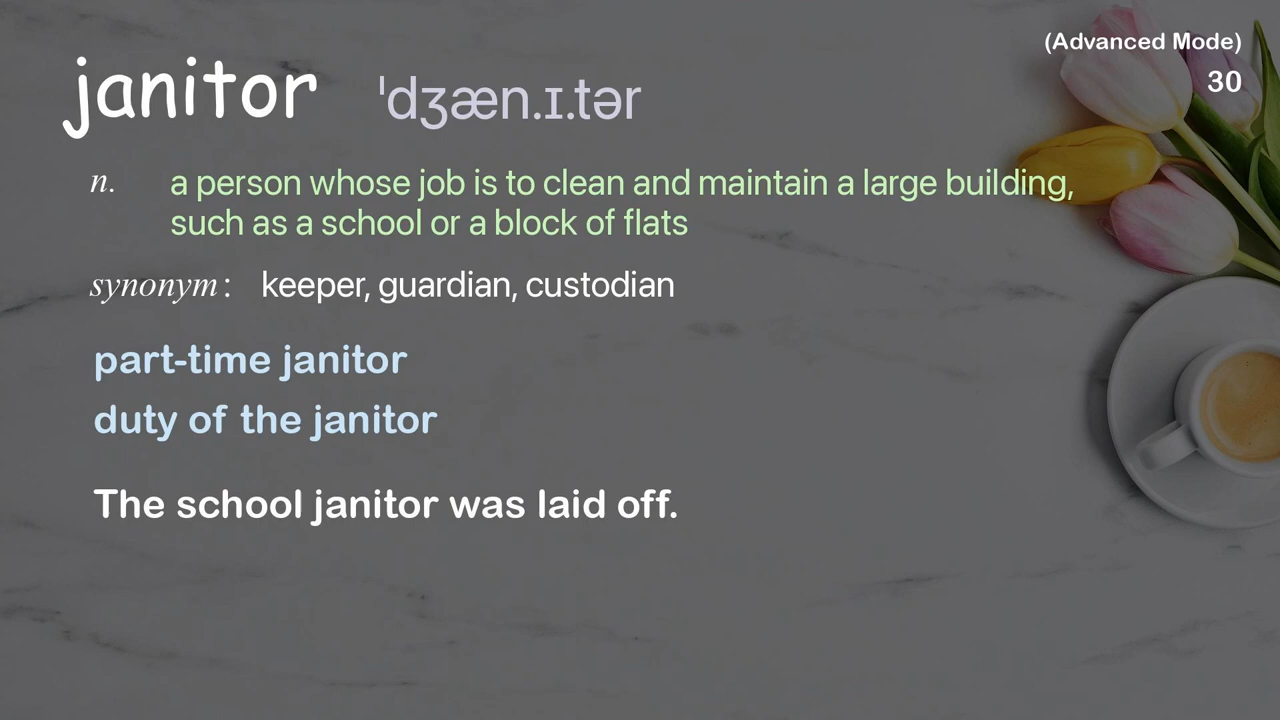 (Advanced Mode)
30
janitor ˈdʒæn.ɪ.tər
n. a person whose job is to clean and maintain a large building,
such as a school or a block of flats
synonym: keeper, guardian, custodian
part-time janitor
duty of the janitor
The school janitor was laid off.